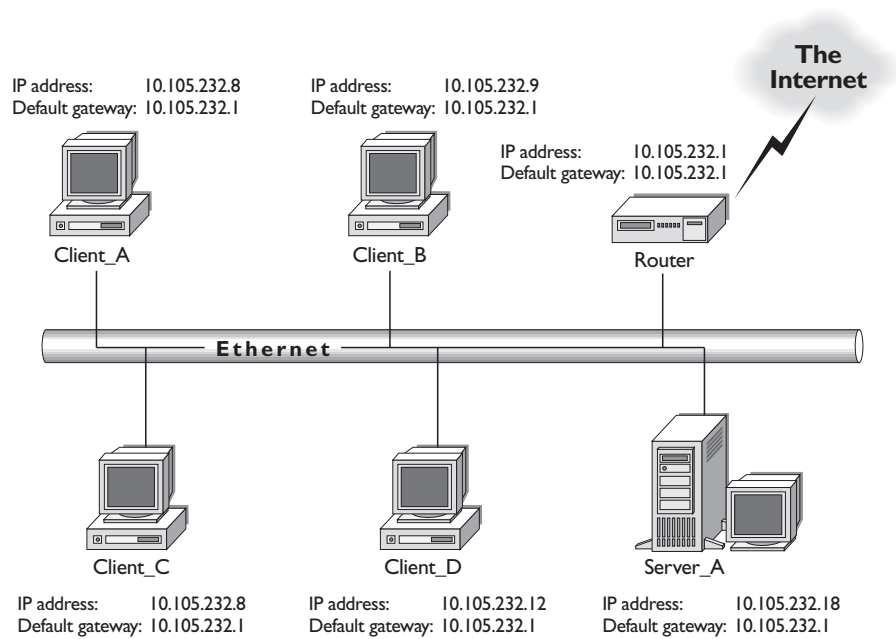 The
Internet
IP address: 10.105.232.8
Default gateway: 10.105.232.1
IP address: 10.105.232.9
Default gateway: 10.105.232.1
IP address: 10.105.232.1
Default gateway: 10.105.232.1
Client_A
Client_B
Router
Ethernet
Client_C
Client_D
Server_A
IP address: 10.105.232.8
Default gateway: 10.105.232.1
IP address: 10.105.232.12
Default gateway: 10.105.232.1
IP address: 10.105.232.18
Default gateway: 10.105.232.1